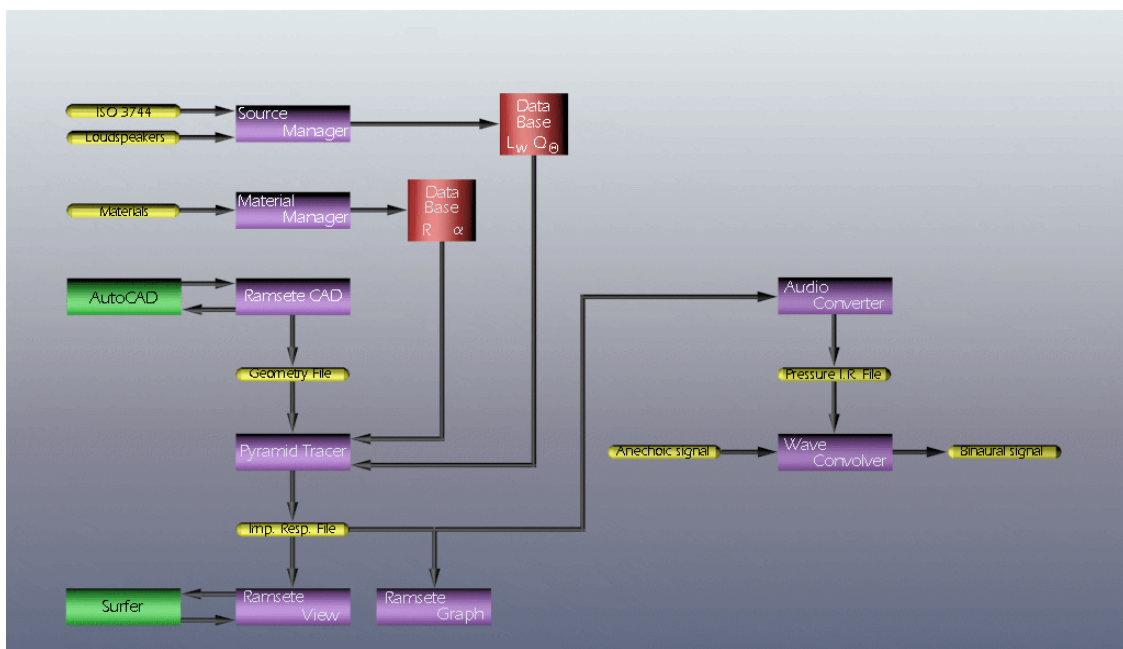 ISO 3744
Loudspeakers
Source
Manager
Data
Base
Lw QΘ
Materials
Material
Manager
Data
Base
R α
AutoCAD
Ramsete CAD
Audio
Converter
Geometry File
Pressure I.R. File
Pyramid Tracer
Anechoic signal
Wave
Convolver
Binaural signal
Imp. Resp. File
Surfer
Ramsete
View
Ramsete
Graph